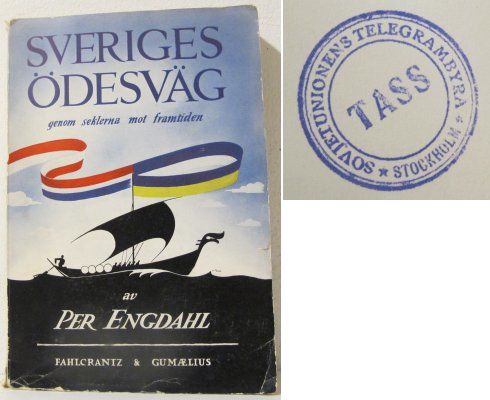 SVERIGES
ÖDESVÄG
genom seklerna mot framtiden
av
PER ENGDAHL
FAHLCRANTZ & GUMÆLIUS
SOVJETUNIONENS TELEGRAMBYRÅ
TASS
★ STOCKHOLM ★